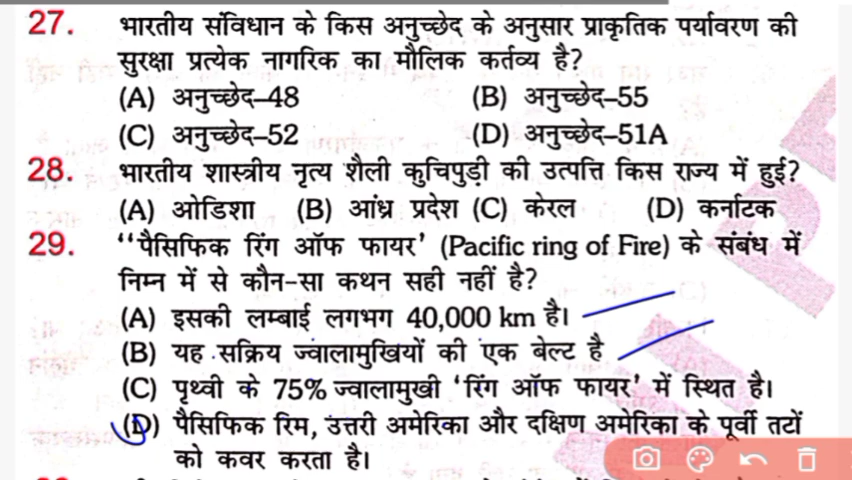 27. भारतीय संविधान के किस अनुच्छेद के अनुसार प्राकृतिक पर्यावरण की
सुरक्षा प्रत्येक नागरिक का मौलिक कर्तव्य है?
(A) अनुच्छेद–48 (B) अनुच्छेद–55
(C) अनुच्छेद–52 (D) अनुच्छेद–51A
28. भारतीय शास्त्रीय नृत्य शैली कुचिपुड़ी की उत्पत्ति किस राज्य में हुई?
(A) ओडिशा (B) आंध्र प्रदेश (C) केरल (D) कर्नाटक
29. ‘‘पैसिफिक रिंग ऑफ फायर’ (Pacific ring of Fire) के संबंध में
निम्न में से कौन-सा कथन सही नहीं है?
(A) इसकी लम्बाई लगभग 40,000 km है।
(B) यह सक्रिय ज्वालामुखियों की एक बेल्ट है
(C) पृथ्वी के 75% ज्वालामुखी ‘रिंग ऑफ फायर’ में स्थित है।
(D) पैसिफिक रिम, उत्तरी अमेरिका और दक्षिण अमेरिका के पूर्वी तटों
को कवर करता है।